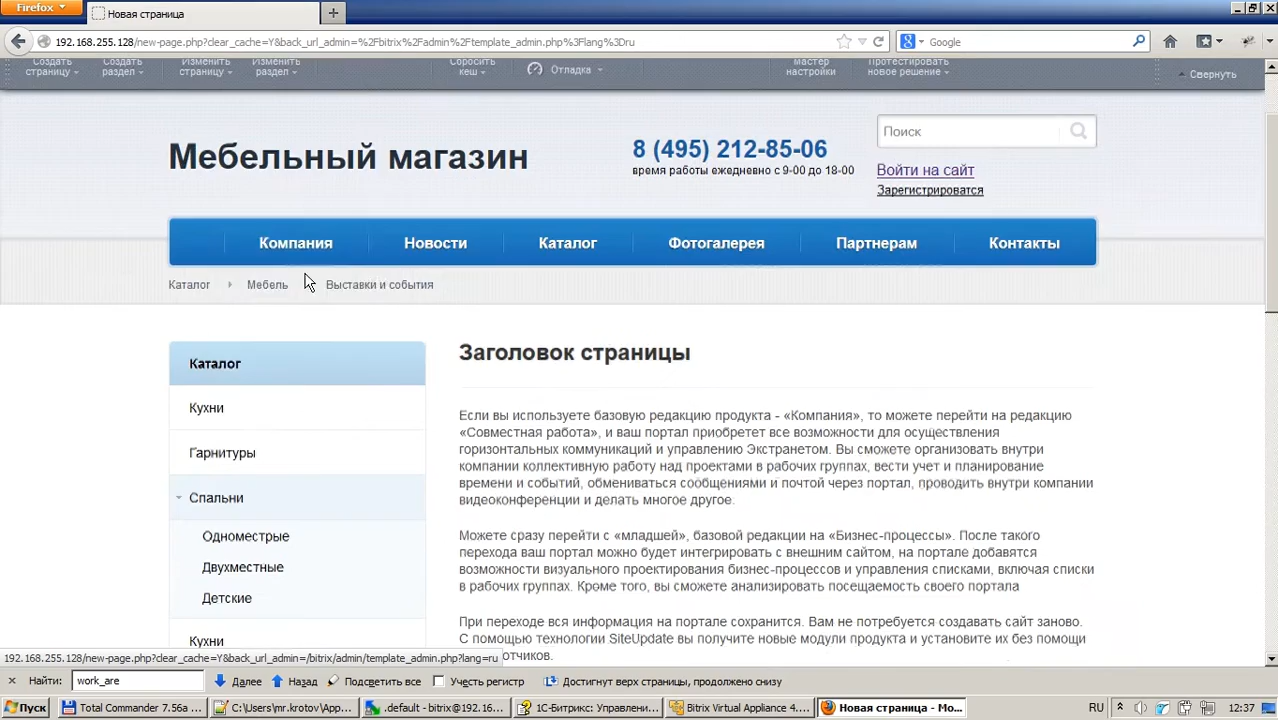 Firefox
Новая страница
192.168.255.128/new-page.php?clear_cache=Y&back_url_admin=%2Fbitrix%2Fadmin%2Ftemplate_admin.php%3Flang%3Dru
Google
Создать страницу
Создать раздел
Изменить страницу
Изменить раздел
Сбросить кеш
Отладка
Мастер настройки
Протестировать новое решение
Свернуть
Мебельный магазин
8 (495) 212-85-06
время работы ежедневно с 9-00 до 18-00
Поиск
Войти на сайт
Зарегистрироватся
Компания Новости Каталог Фотогалерея Партнерам Контакты
Каталог Мебель Выставки и события
Каталог
Кухни
Гарнитуры
Спальни
Одноместрые
Двухместные
Детские
Кухни
Заголовок страницы
Если вы используете базовую редакцию продукта - «Компания», то можете перейти на редакцию
«Совместная работа», и ваш портал приобретет все возможности для осуществления
горизонтальных коммуникаций и управлению Экстранетом. Вы сможете организовать внутри
компании коллективную работу над проектами в рабочих группах, вести учет и планирование
времени и событий, обмениваться сообщениями и почтой через портал, проводить внутри компании
видеоконференции и делать многое другое.
Можете сразу перейти с «младшей», базовой редакции на «Бизнес-процессы». После такого
перехода ваш портал можно будет интегрировать с внешним сайтом, на портале добавятся
возможности визуального проектирования бизнес-процессов и управления списками, включая списки
в рабочих группах. Кроме того, вы сможете анализировать посещаемость своего портала
При переходе вся информация на портале сохранится. Вам не потребуется создавать сайт заново.
С помощью технологии SiteUpdate вы получите новые модули продукта и установите их без помощи
отчиков.
192.168.255.128/new-page.php?clear_cache=Y&back_url_admin=/bitrix/admin/template_admin.php?lang=ru
Найти: work_are Далее Назад Подсветить все Учесть регистр Достигнут верх страницы, продолжено снизу
Пуск Total Commander 7.56a ... C:\Users\mr.krotov\App... .default - bitrix@192.16... 1С-Битрикс: Управлени... Bitrix Virtual Appliance 4.... Новая страница - Mo... RU 12:37